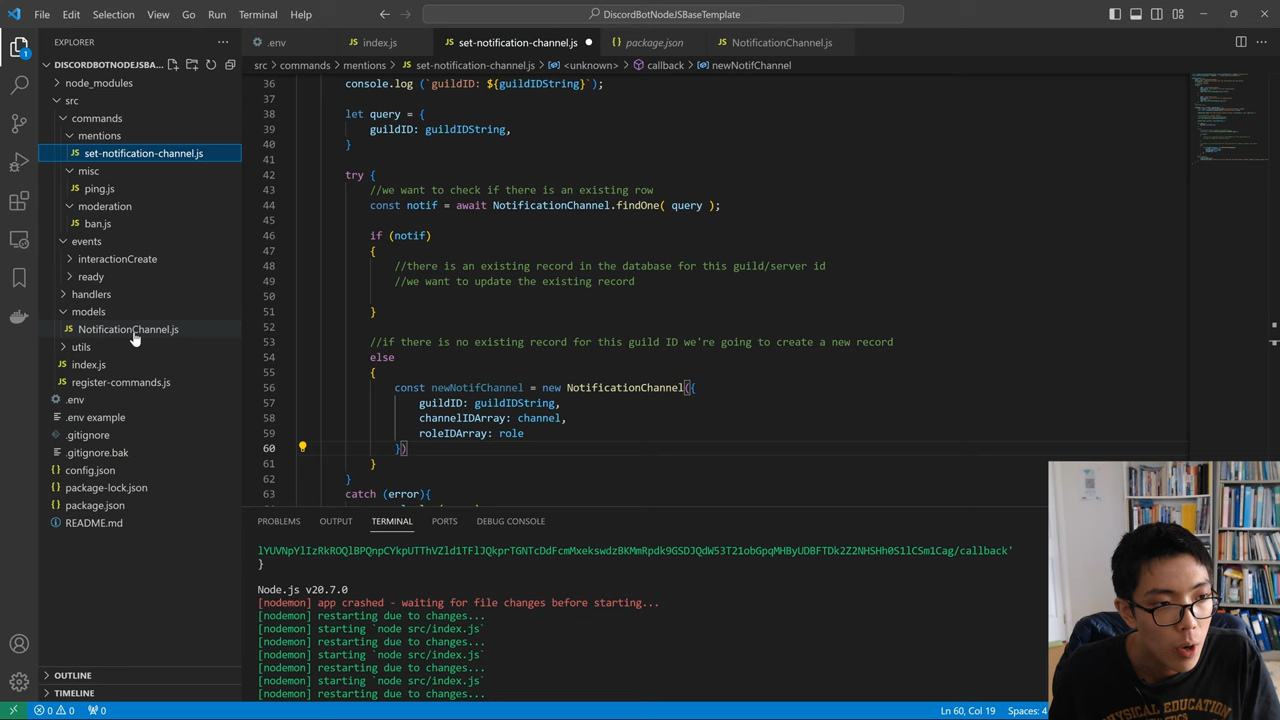 File Edit Selection View Go Run Terminal Help
DiscordBotNodeJSBaseTemplate
EXPLORER
.env
index.js
set-notification-channel.js
package.json
NotificationChannel.js
DISCORDBOTNODEJSBA...
src > commands > mentions > set-notification-channel.js > <unknown> > callback > newNotifChannel
1
node_modules
src
commands
mentions
set-notification-channel.js
misc
ping.js
moderation
ban.js
events
interactionCreate
ready
handlers
models
NotificationChannel.js
utils
index.js
register-commands.js
.env
.env example
.gitignore
.gitignore.bak
config.json
package-lock.json
package.json
README.md
OUTLINE
TIMELINE
36 console.log (`guildID: ${guildIDString}`);
37
38 let query = {
39 guildID: guildIDString,
40 }
41
42 try {
43 //we want to check if there is an existing row
44 const notif = await NotificationChannel.findOne( query );
45
46 if (notif)
47 {
48 //there is an existing record in the database for this guild/server id
49 //we want to update the existing record
50
51 }
52
53 //if there is no existing record for this guild ID we're going to create a new record
54 else
55 {
56 const newNotifChannel = new NotificationChannel({
57 guildID: guildIDString,
58 channelIDArray: channel,
59 roleIDArray: role
60 })
61 }
62 }
63 catch (error){
PROBLEMS OUTPUT TERMINAL PORTS DEBUG CONSOLE
}
Node.js v20.7.0
[nodemon] app crashed - waiting for file changes before starting...
[nodemon] restarting due to changes...
[nodemon] starting `node src/index.js`
[nodemon] restarting due to changes...
[nodemon] starting `node src/index.js`
[nodemon] restarting due to changes...
[nodemon] starting `node src/index.js`
[nodemon] restarting due to changes...
0 0 0
Ln 60, Col 19 Spaces: 4
PHYSICAL EDUCATION